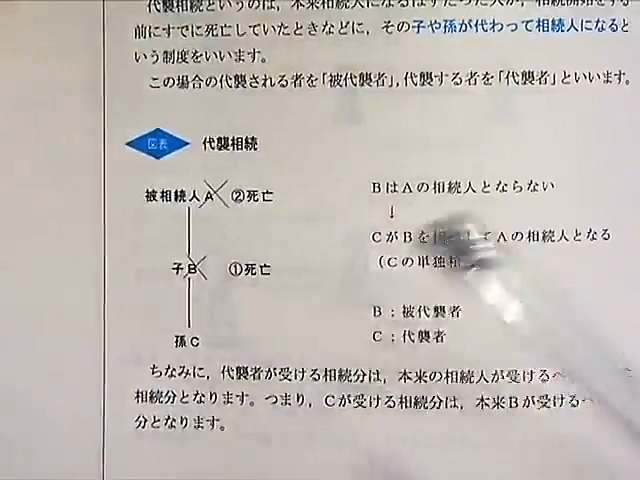 代襲相続というのは，本来相続人になるはずだった人が，相続開始をする
前にすでに死亡していたときなどに，その子や孫が代わって相続人になると
いう制度をいいます。
この場合の代襲される者を「被代襲者」，代襲する者を「代襲者」といいます。
図表 代襲相続
被相続人A ②死亡
子B ①死亡
孫C
BはAの相続人とならない
↓
CがBを てAの相続人となる
（Cの単独相
B：被代襲者
C：代襲者
ちなみに，代襲者が受ける相続分は，本来の相続人が受けるべ
相続分となります。つまり，Cが受ける相続分は，本来Bが受けるべ
分となります。